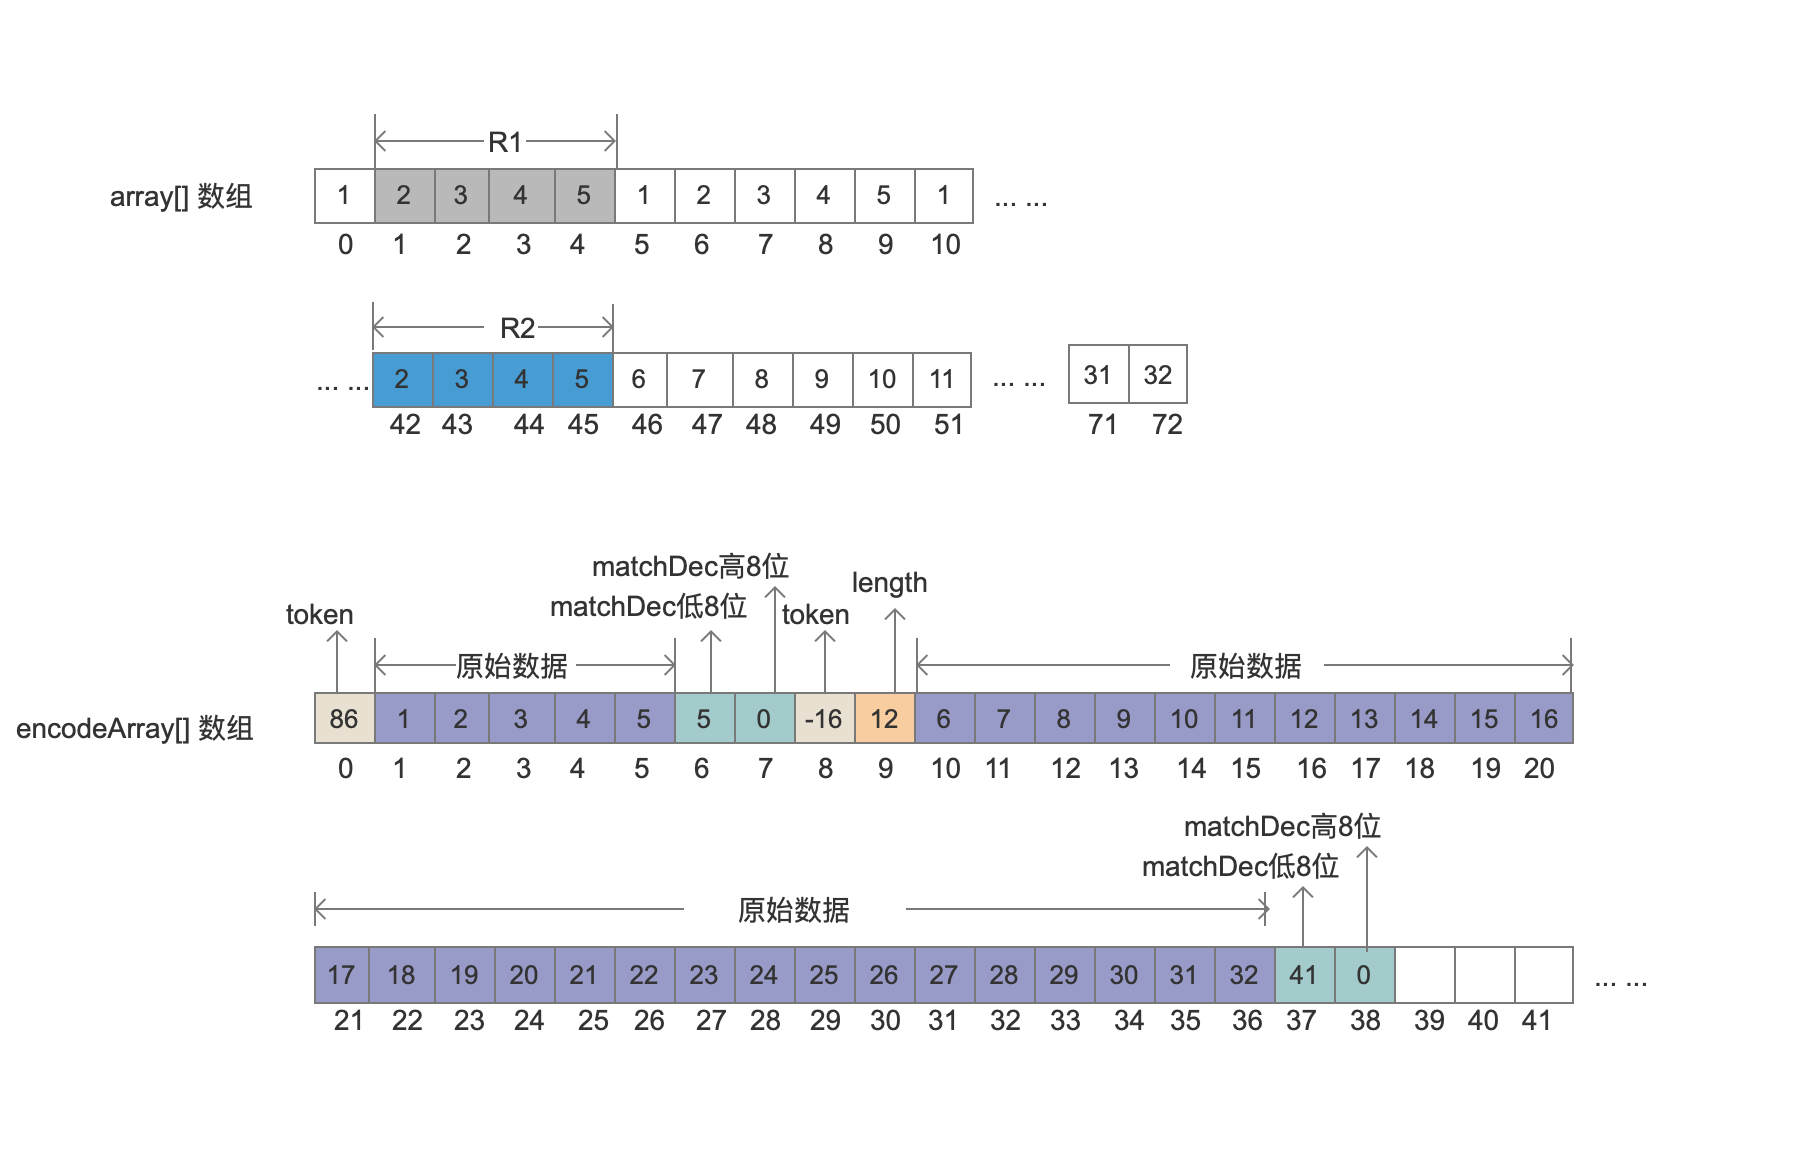 R1
array[] 数组 1 2 3 4 5 1 2 3 4 5 1 ... ...
0 1 2 3 4 5 6 7 8 9 10
R2
... ... 2 3 4 5 6 7 8 9 10 11 ... ... 31 32
42 43 44 45 46 47 48 49 50 51 71 72
matchDec高8位
length
matchDec低8位
token token
原始数据 原始数据
encodeArray[] 数组 86 1 2 3 4 5 5 0 -16 12 6 7 8 9 10 11 12 13 14 15 16
0 1 2 3 4 5 6 7 8 9 10 11 12 13 14 15 16 17 18 19 20
matchDec高8位
matchDec低8位
原始数据
17 18 19 20 21 22 23 24 25 26 27 28 29 30 31 32 41 0 ... ...
21 22 23 24 25 26 27 28 29 30 31 32 33 34 35 36 37 38 39 40 41